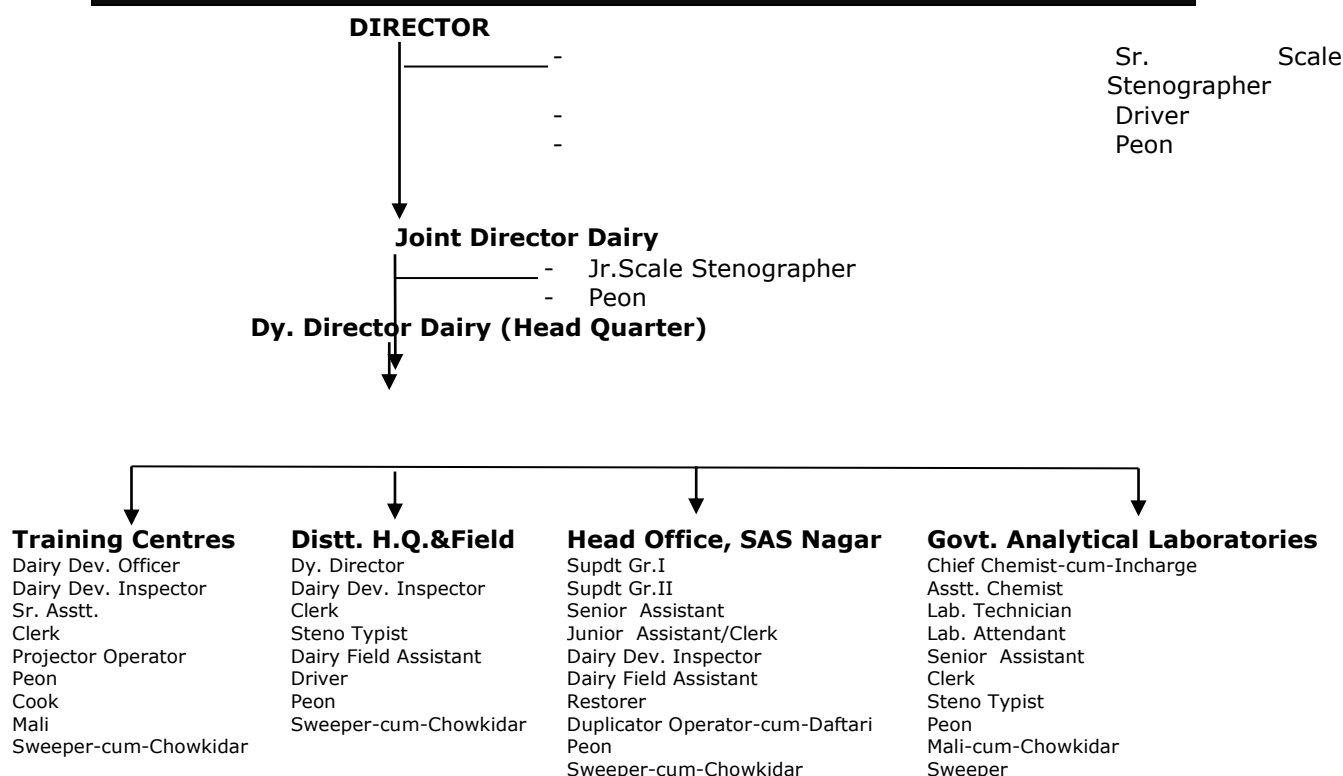 DIRECTOR
- Sr. Scale
Stenographer
- Driver
- Peon
Joint Director Dairy
- Jr.Scale Stenographer
- Peon
Dy. Director Dairy (Head Quarter)
Training Centres
Dairy Dev. Officer
Dairy Dev. Inspector
Sr. Asstt.
Clerk
Projector Operator
Peon
Cook
Mali
Sweeper-cum-Chowkidar
Distt. H.Q.&Field
Dy. Director
Dairy Dev. Inspector
Clerk
Steno Typist
Dairy Field Assistant
Driver
Peon
Sweeper-cum-Chowkidar
Head Office, SAS Nagar
Supdt Gr.I
Supdt Gr.II
Senior Assistant
Junior Assistant/Clerk
Dairy Dev. Inspector
Dairy Field Assistant
Restorer
Duplicator Operator-cum-Daftari
Peon
Sweeper-cum-Chowkidar
Govt. Analytical Laboratories
Chief Chemist-cum-Incharge
Asstt. Chemist
Lab. Technician
Lab. Attendant
Senior Assistant
Clerk
Steno Typist
Peon
Mali-cum-Chowkidar
Sweeper